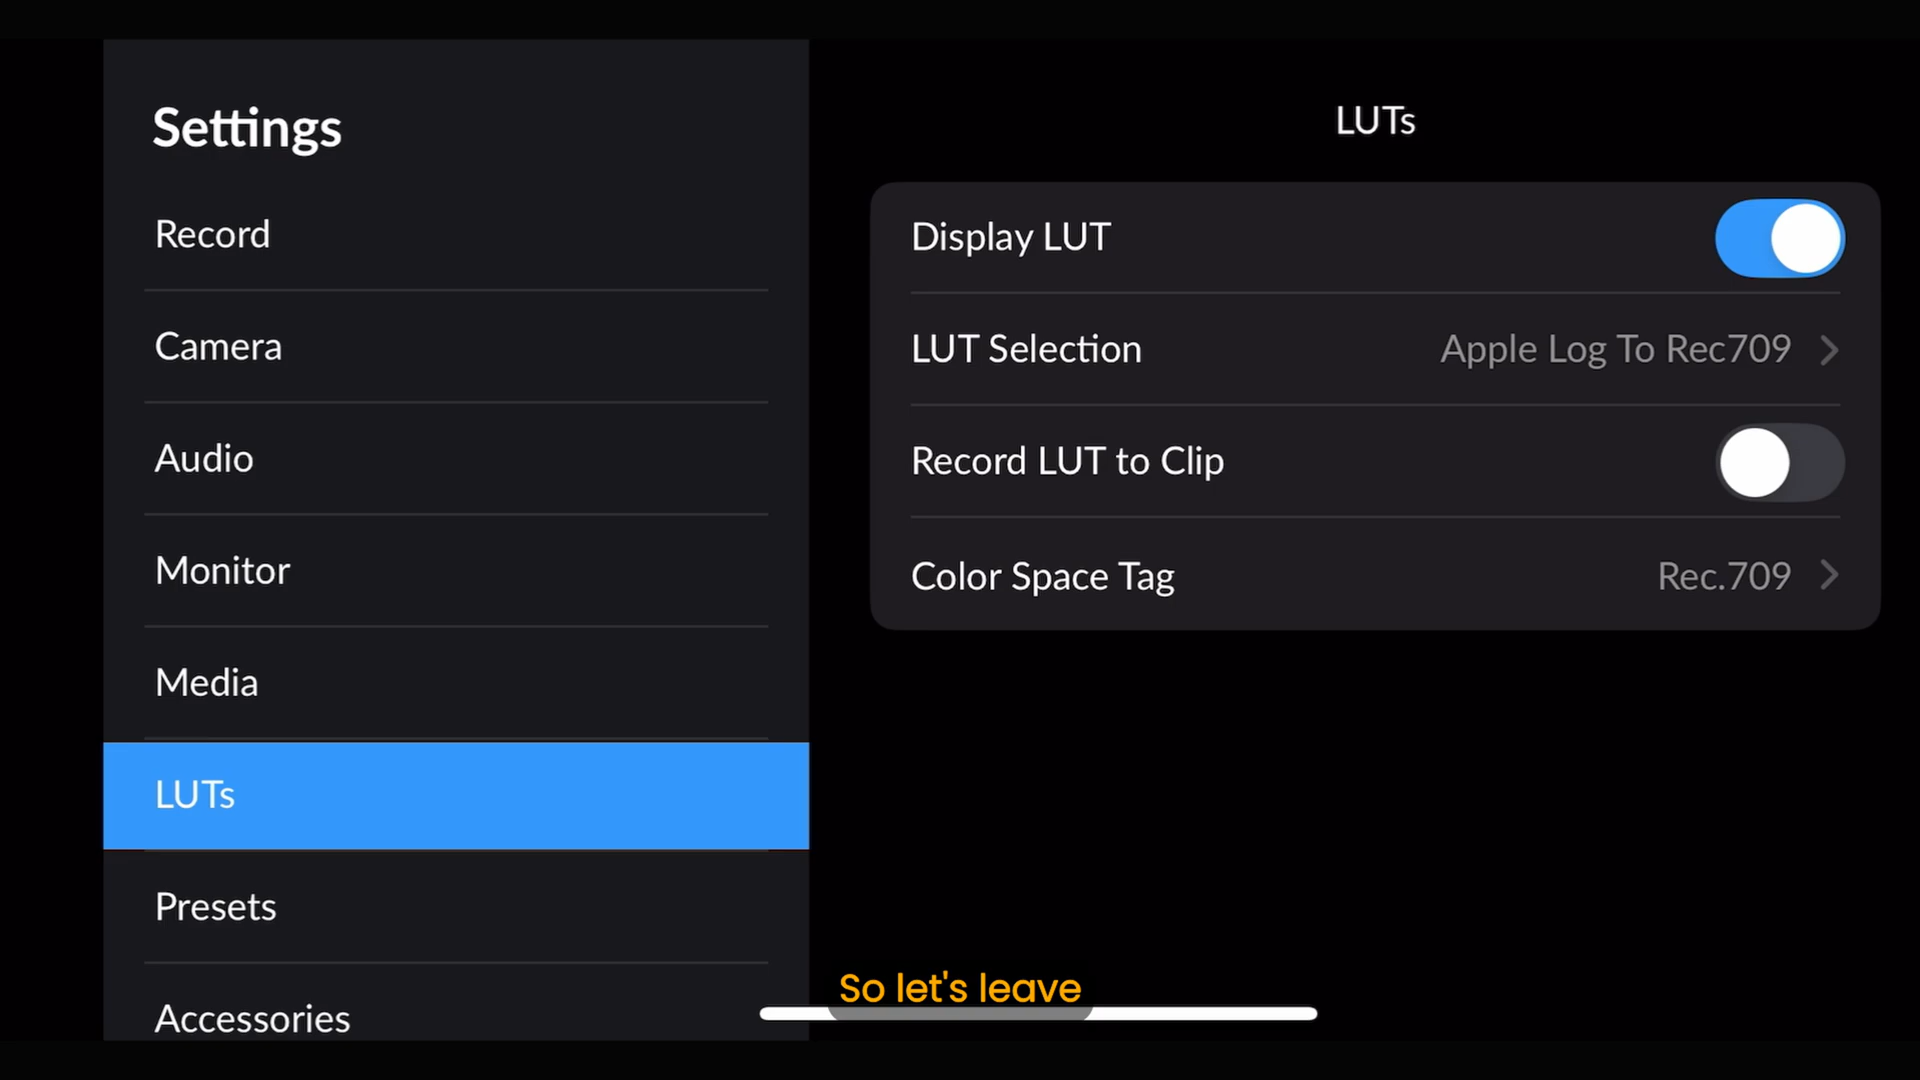 Settings
Record
Camera
Audio
Monitor
Media
LUTs
Presets
Accessories
LUTs
Display LUT
LUT Selection Apple Log To Rec709
Record LUT to Clip
Color Space Tag Rec.709
So let's leave